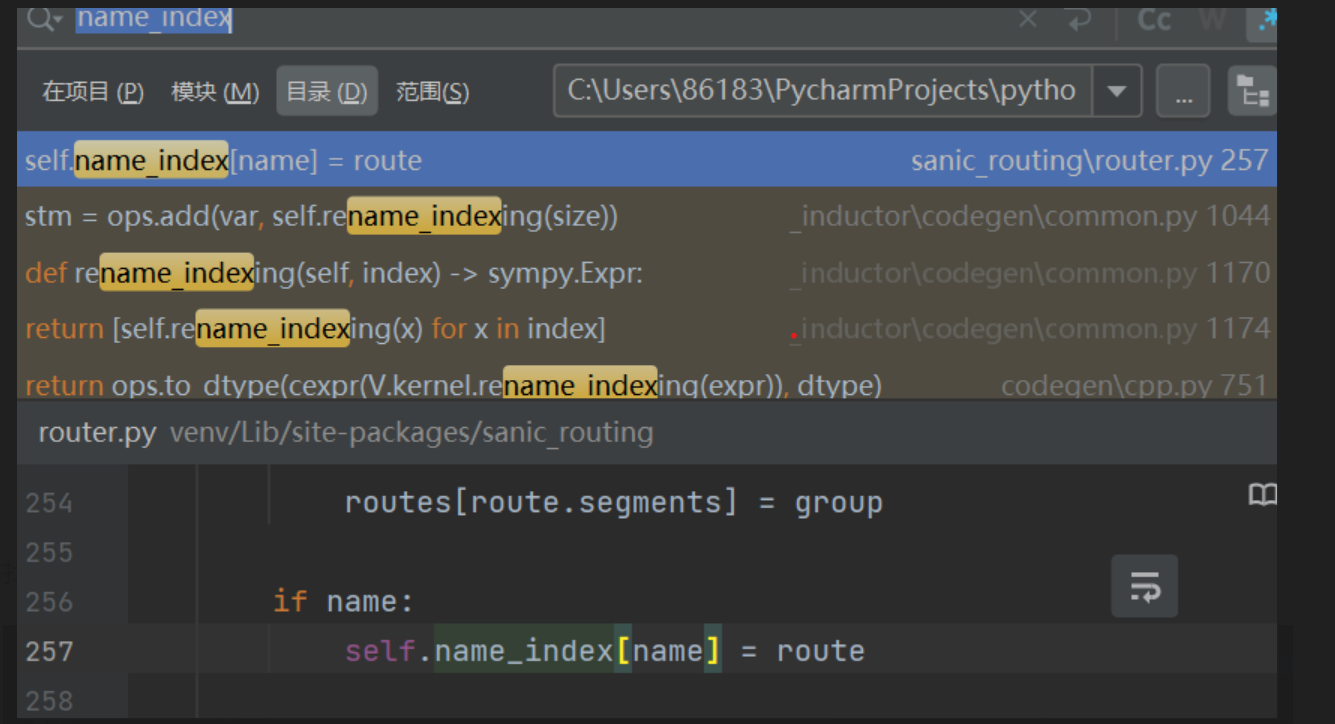 name_index
Cc W .*
在项目 (P) 模块 (M) 目录 (D) 范围(S) C:\Users\86183\PycharmProjects\pytho ...
self.name_index[name] = route sanic_routing\router.py 257
stm = ops.add(var, self.rename_indexing(size)) _inductor\codegen\common.py 1044
def rename_indexing(self, index) -> sympy.Expr: _inductor\codegen\common.py 1170
return [self.rename_indexing(x) for x in index] _inductor\codegen\common.py 1174
return ops.to_dtype(cexpr(V.kernel.rename_indexing(expr)), dtype) codegen\cpp.py 751
router.py venv/Lib/site-packages/sanic_routing
254 routes[route.segments] = group
255
256 if name:
257 self.name_index[name] = route
258